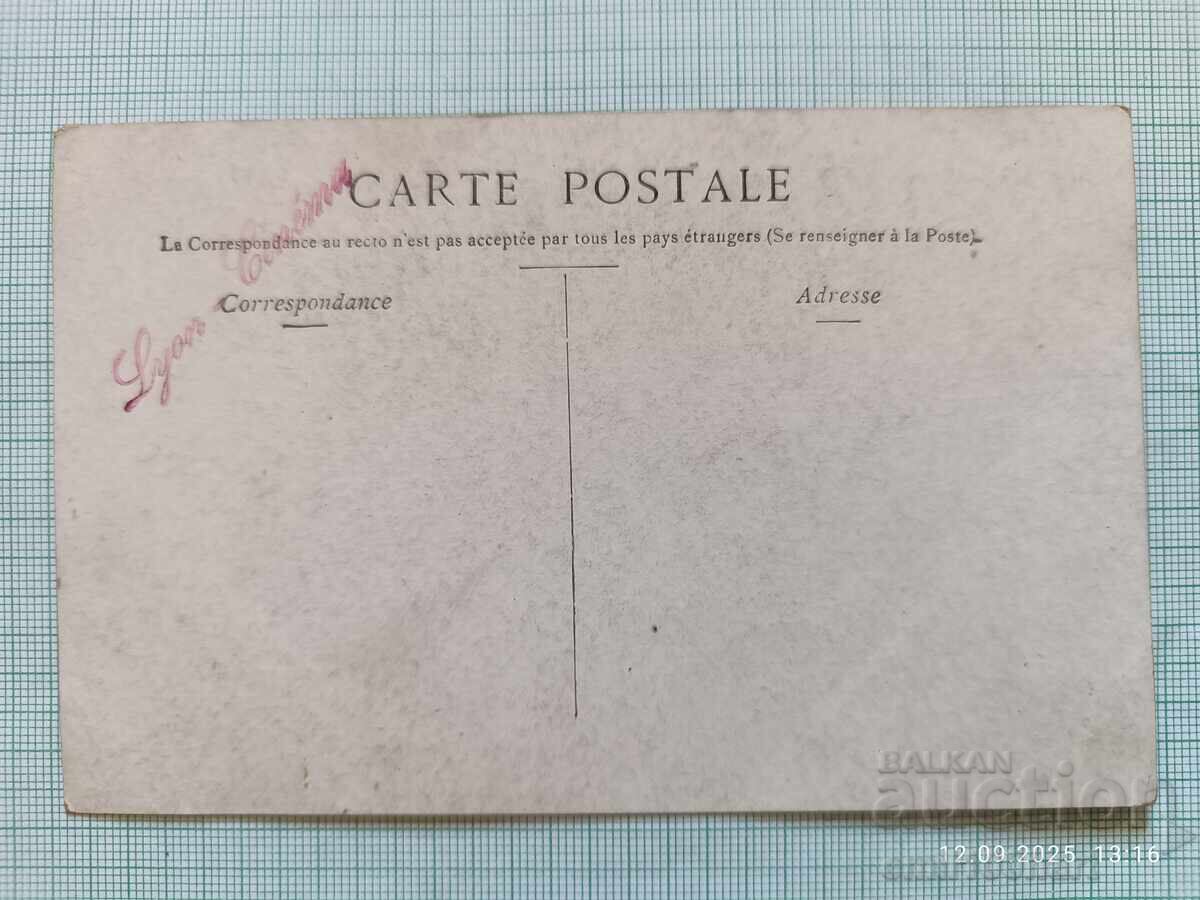 CARTE POSTALE
La Correspondance au recto n'est pas acceptée par tous les pays étrangers (Se renseigner à la Poste).
Correspondance
Adresse
Lyon - Cinéma
BALKAN
auction
12.09.2025 13:16